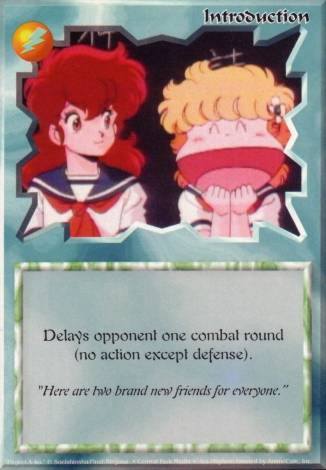 Introduction
Delays opponent one combat round
(no action except defense).
"Here are two brand new friends for everyone."